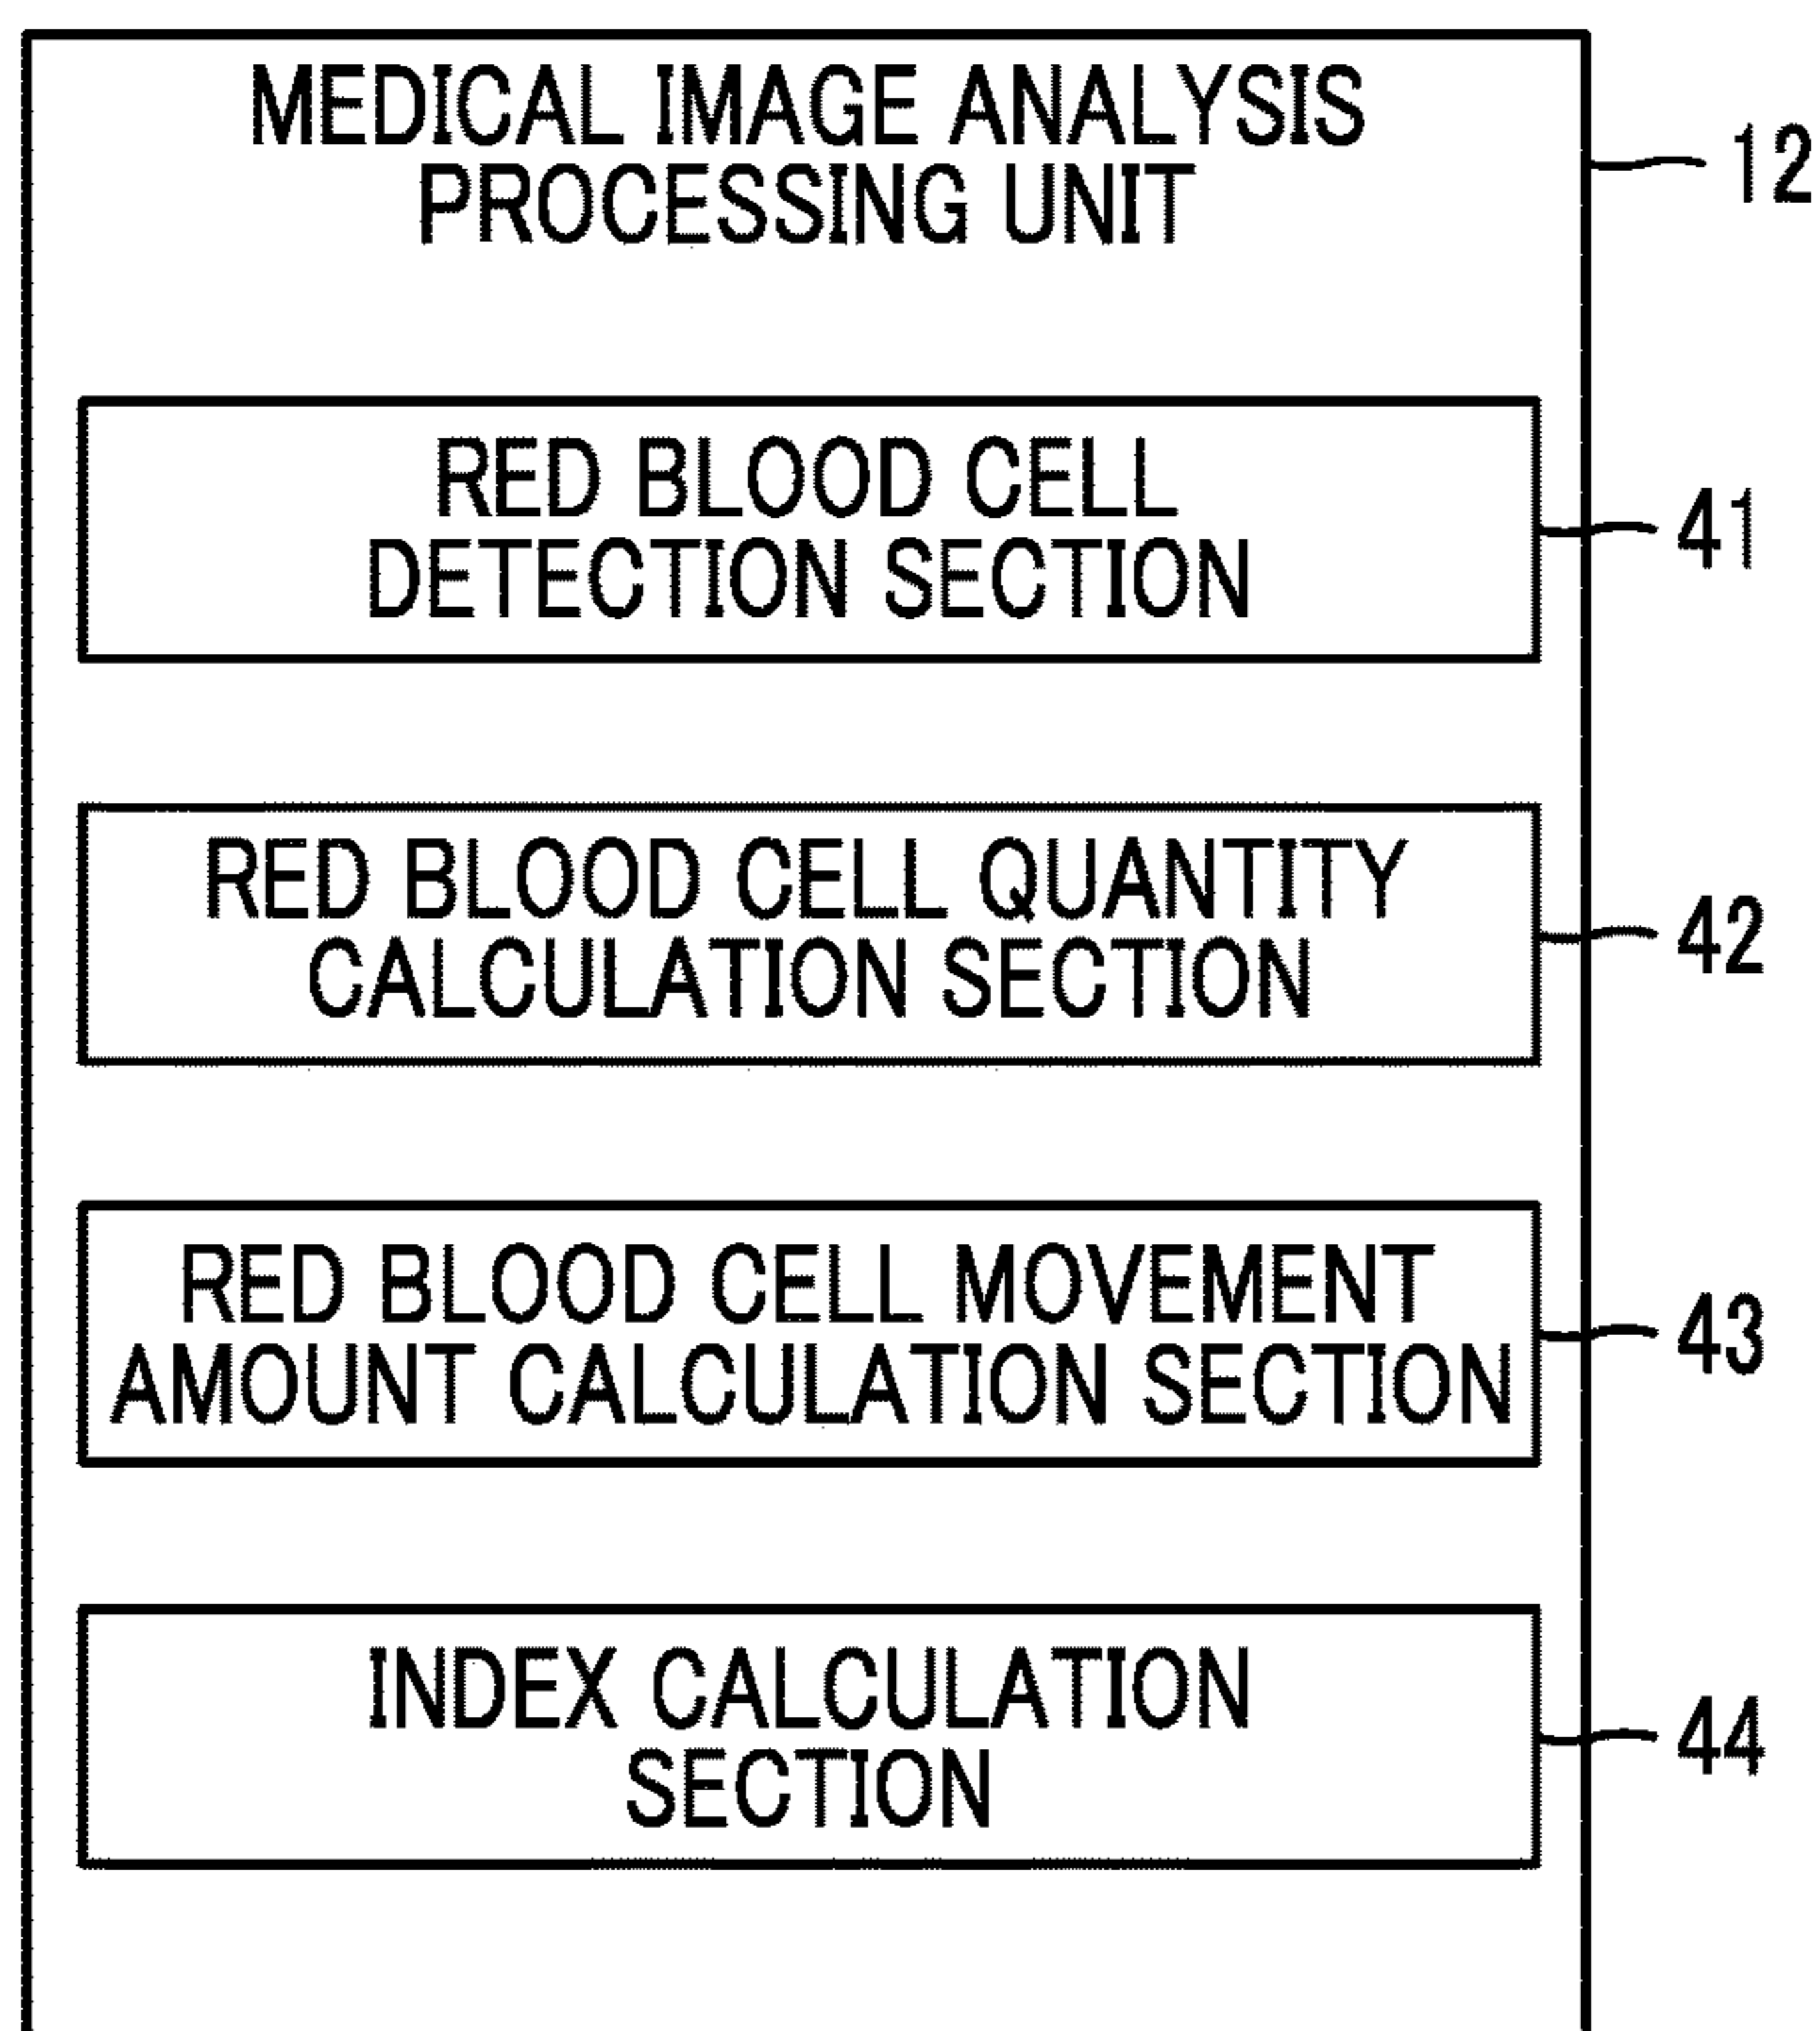 MEDICAL IMAGE ANALYSIS
PROCESSING UNIT
12
RED BLOOD CELL
DETECTION SECTION
41
RED BLOOD CELL QUANTITY
CALCULATION SECTION
42
RED BLOOD CELL MOVEMENT
AMOUNT CALCULATION SECTION
43
INDEX CALCULATION
SECTION
44